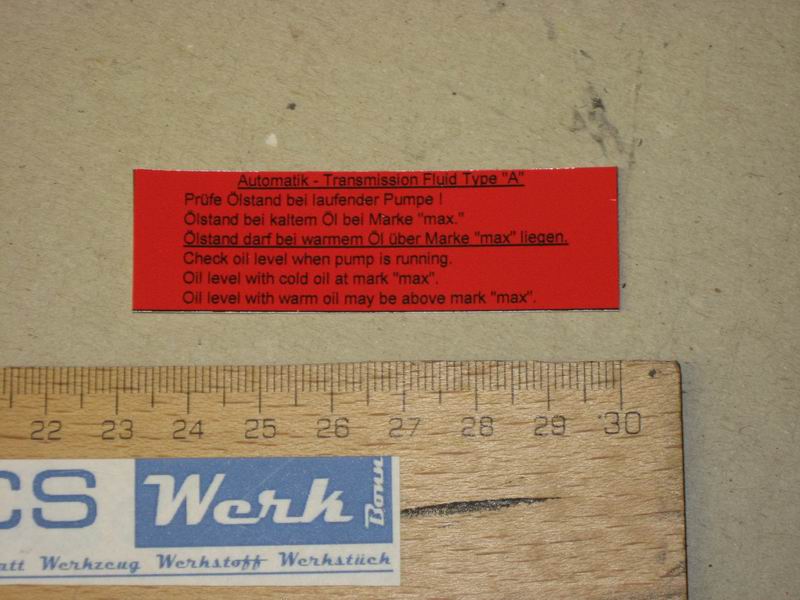 Automatik - Transmission Fluid Type "A"
Prüfe Ölstand bei laufender Pumpe !
Ölstand bei kaltem Öl bei Marke "max."
Ölstand darf bei warmem Öl über Marke "max" liegen.
Check oil level when pump is running.
Oil level with cold oil at mark "max".
Oil level with warm oil may be above mark "max".
22 23 24 25 26 27 28 29 30
CS Werk Bonn
att Werkzeug Werkstoff Werkstück